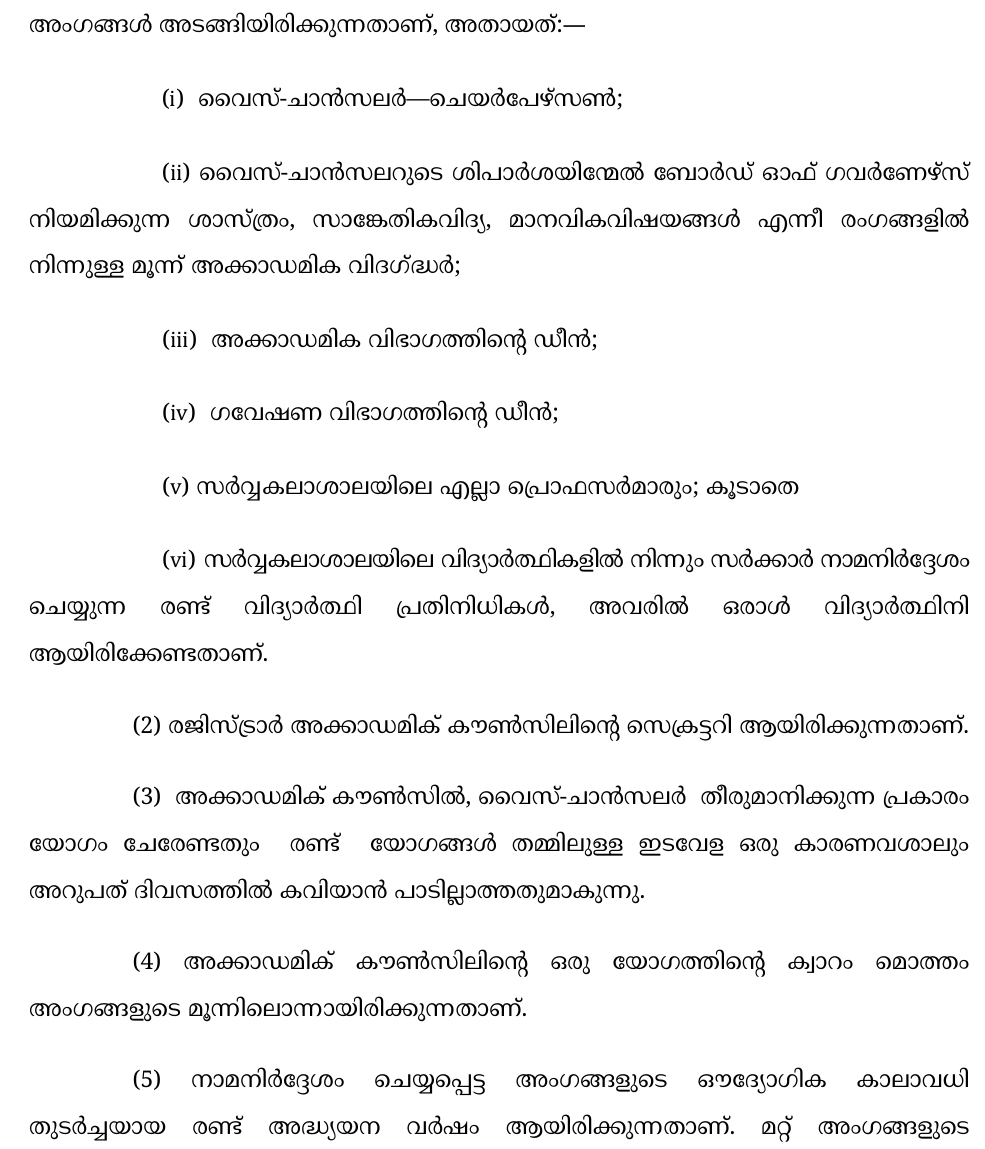 അംഗങ്ങൾ അടങ്ങിയിരിക്കുന്നതാണ്, അതായത്:—
(i) വൈസ്-ചാൻസലർ—ചെയർപേഴ്സൺ;
(ii) വൈസ്-ചാൻസലറുടെ ശിപാർശയിന്മേൽ ബോർഡ് ഓഫ് ഗവർണേഴ്സ്
നിയമിക്കുന്ന ശാസ്ത്രം, സാങ്കേതികവിദ്യ, മാനവികവിഷയങ്ങൾ എന്നീ രംഗങ്ങളിൽ
നിന്നുള്ള മൂന്ന് അക്കാഡമിക വിദഗ്ദ്ധർ;
(iii) അക്കാഡമിക വിഭാഗത്തിന്റെ ഡീൻ;
(iv) ഗവേഷണ വിഭാഗത്തിന്റെ ഡീൻ;
(v) സർവ്വകലാശാലയിലെ എല്ലാ പ്രൊഫസർമാരും; കൂടാതെ
(vi) സർവ്വകലാശാലയിലെ വിദ്യാർത്ഥികളിൽ നിന്നും സർക്കാർ നാമനിർദ്ദേശം
ചെയ്യുന്ന രണ്ട് വിദ്യാർത്ഥി പ്രതിനിധികൾ, അവരിൽ ഒരാൾ വിദ്യാർത്ഥിനി
ആയിരിക്കേണ്ടതാണ്.
(2) രജിസ്ട്രാർ അക്കാഡമിക് കൗൺസിലിന്റെ സെക്രട്ടറി ആയിരിക്കുന്നതാണ്.
(3) അക്കാഡമിക് കൗൺസിൽ, വൈസ്-ചാൻസലർ തീരുമാനിക്കുന്ന പ്രകാരം
യോഗം ചേരേണ്ടതും രണ്ട് യോഗങ്ങൾ തമ്മിലുള്ള ഇടവേള ഒരു കാരണവശാലും
അറുപത് ദിവസത്തിൽ കവിയാൻ പാടില്ലാത്തതുമാകുന്നു.
(4) അക്കാഡമിക് കൗൺസിലിന്റെ ഒരു യോഗത്തിന്റെ ക്വാറം മൊത്തം
അംഗങ്ങളുടെ മൂന്നിലൊന്നായിരിക്കുന്നതാണ്.
(5) നാമനിർദ്ദേശം ചെയ്യപ്പെട്ട അംഗങ്ങളുടെ ഔദ്യോഗിക കാലാവധി
തുടർച്ചയായ രണ്ട് അദ്ധ്യയന വർഷം ആയിരിക്കുന്നതാണ്. മറ്റ് അംഗങ്ങളുടെ